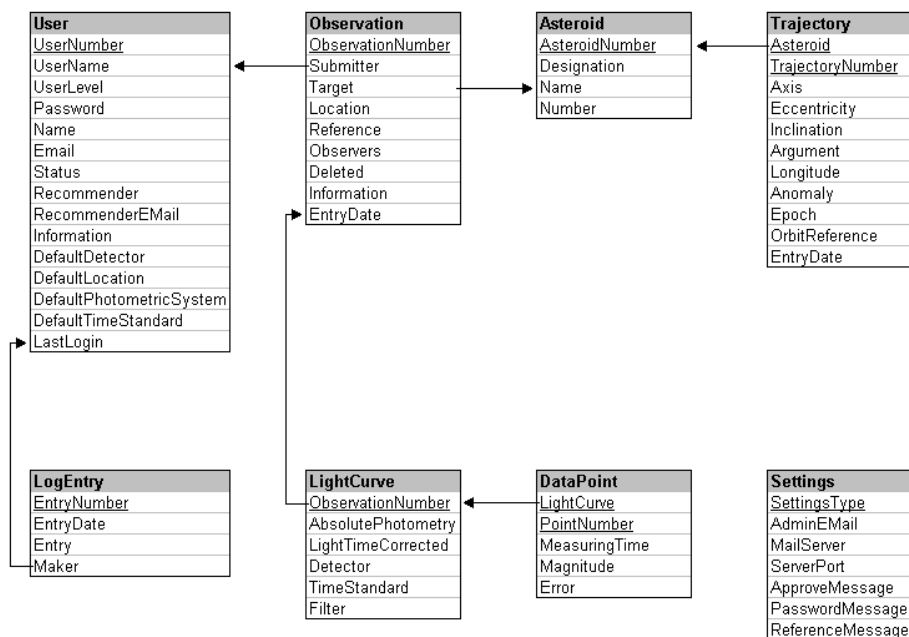 User
UserNumber
UserName
UserLevel
Password
Name
Email
Status
Recommender
RecommenderEMail
Information
DefaultDetector
DefaultLocation
DefaultPhotometricSystem
DefaultTimeStandard
LastLogin
Observation
ObservationNumber
Submitter
Target
Location
Reference
Observers
Deleted
Information
EntryDate
Asteroid
AsteroidNumber
Designation
Name
Number
Trajectory
Asteroid
TrajectoryNumber
Axis
Eccentricity
Inclination
Argument
Longitude
Anomaly
Epoch
OrbitReference
EntryDate
LogEntry
EntryNumber
EntryDate
Entry
Maker
LightCurve
ObservationNumber
AbsolutePhotometry
LightTimeCorrected
Detector
TimeStandard
Filter
DataPoint
LightCurve
PointNumber
MeasuringTime
Magnitude
Error
Settings
SettingsType
AdminEMail
MailServer
ServerPort
ApproveMessage
PasswordMessage
ReferenceMessage